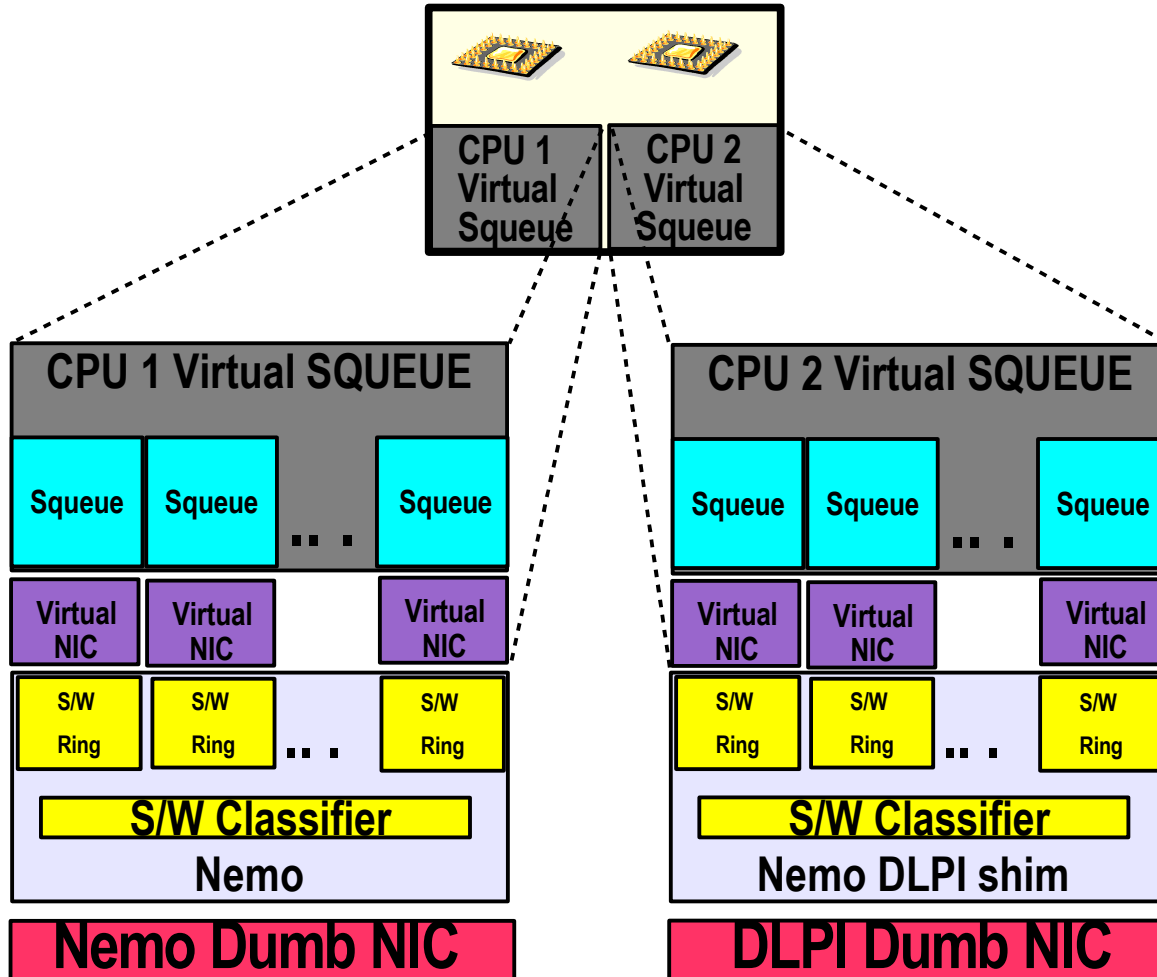 CPU 1
Virtual
Squeue
CPU 2
Virtual
Squeue
CPU 1 Virtual SQUEUE
Squeue
Squeue
.. .
Squeue
Virtual
NIC
Virtual
NIC
Virtual
NIC
S/W
Ring
S/W
Ring
.. .
S/W
Ring
S/W Classifier
Nemo
Nemo Dumb NIC
CPU 2 Virtual SQUEUE
Squeue
Squeue
.. .
Squeue
Virtual
NIC
Virtual
NIC
Virtual
NIC
S/W
Ring
S/W
Ring
.. .
S/W
Ring
S/W Classifier
Nemo DLPI shim
DLPI Dumb NIC